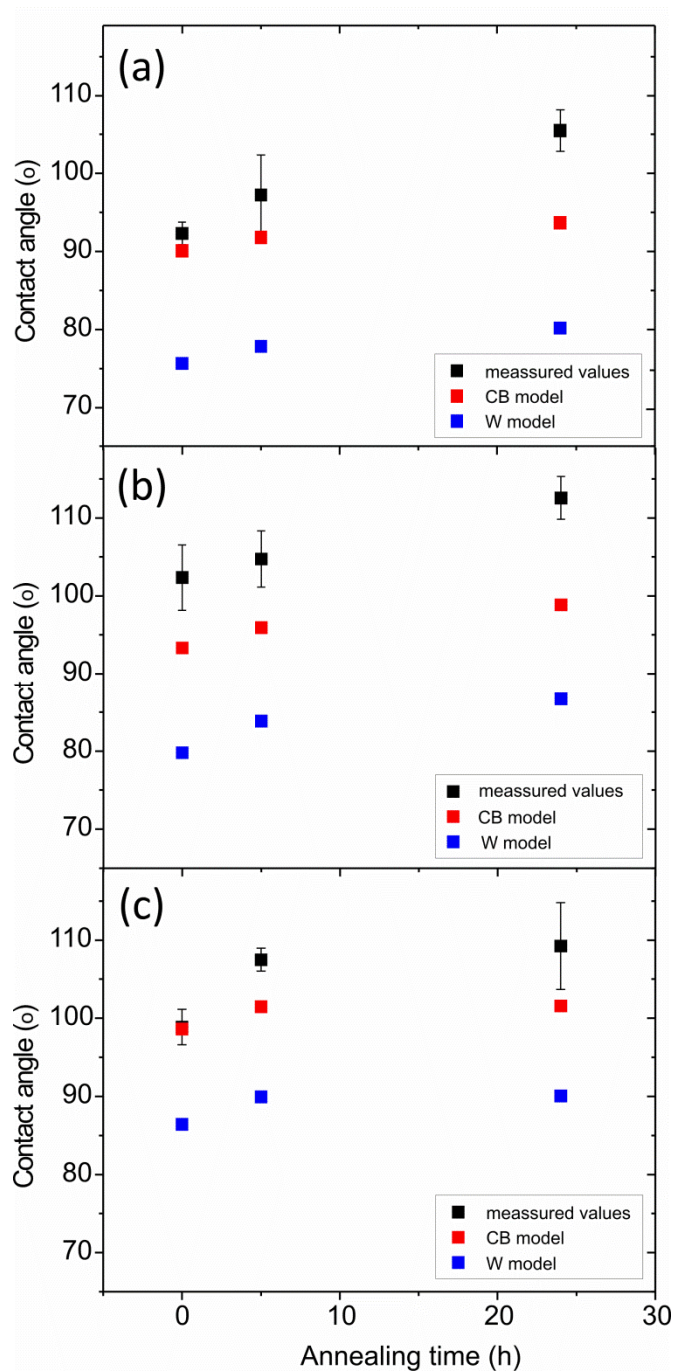 (a)
110
100
90
80
70
Contact angle (o)
meassured values
CB model
W model
(b)
110
100
90
80
70
Contact angle (o)
meassured values
CB model
W model
(c)
110
100
90
80
70
Contact angle (o)
meassured values
CB model
W model
0 10 20 30
Annealing time (h)